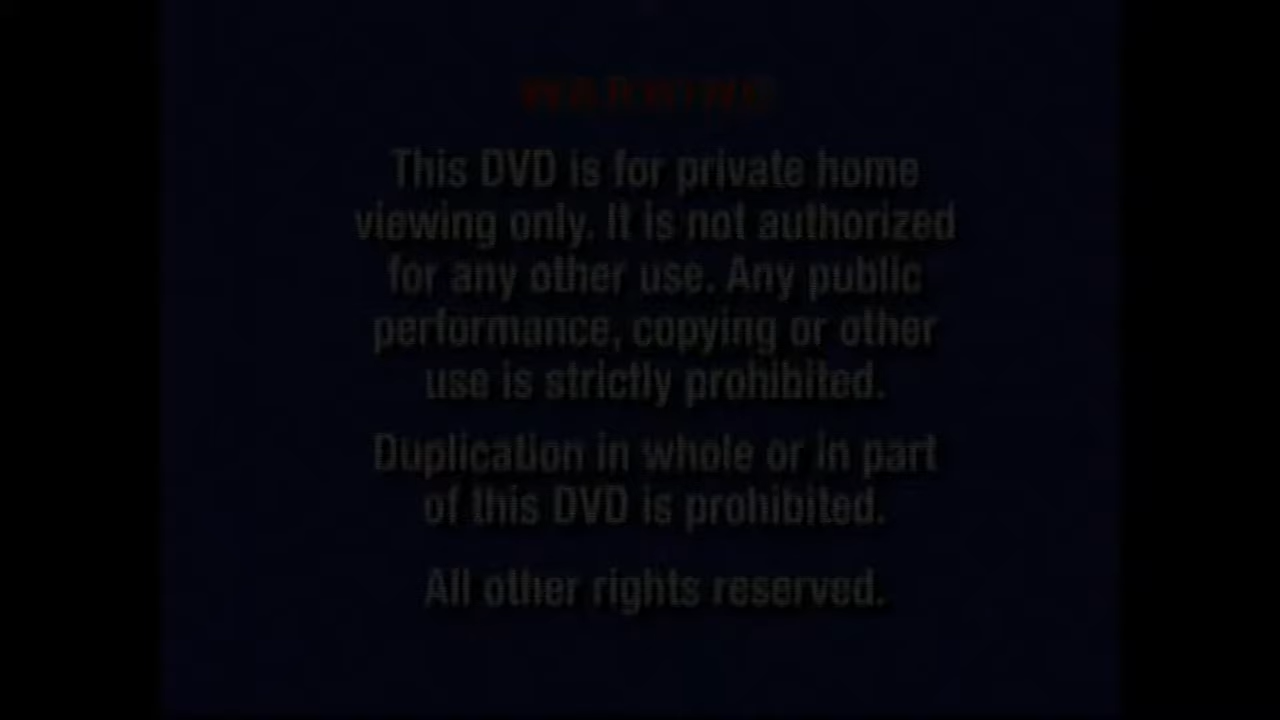 WARNING
This DVD is for private home
viewing only. It is not authorized
for any other use. Any public
performance, copying or other
use is strictly prohibited.
Duplication in whole or in part
of this DVD is prohibited.
All other rights reserved.